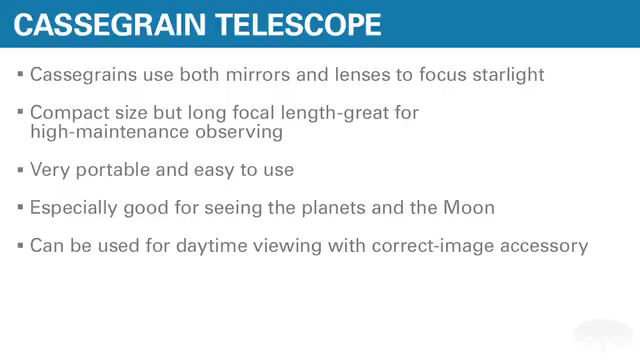 CASSEGRAIN TELESCOPE
▪ Cassegrains use both mirrors and lenses to focus starlight
▪ Compact size but long focal length-great for
high-maintenance observing
▪ Very portable and easy to use
▪ Especially good for seeing the planets and the Moon
▪ Can be used for daytime viewing with correct-image accessory